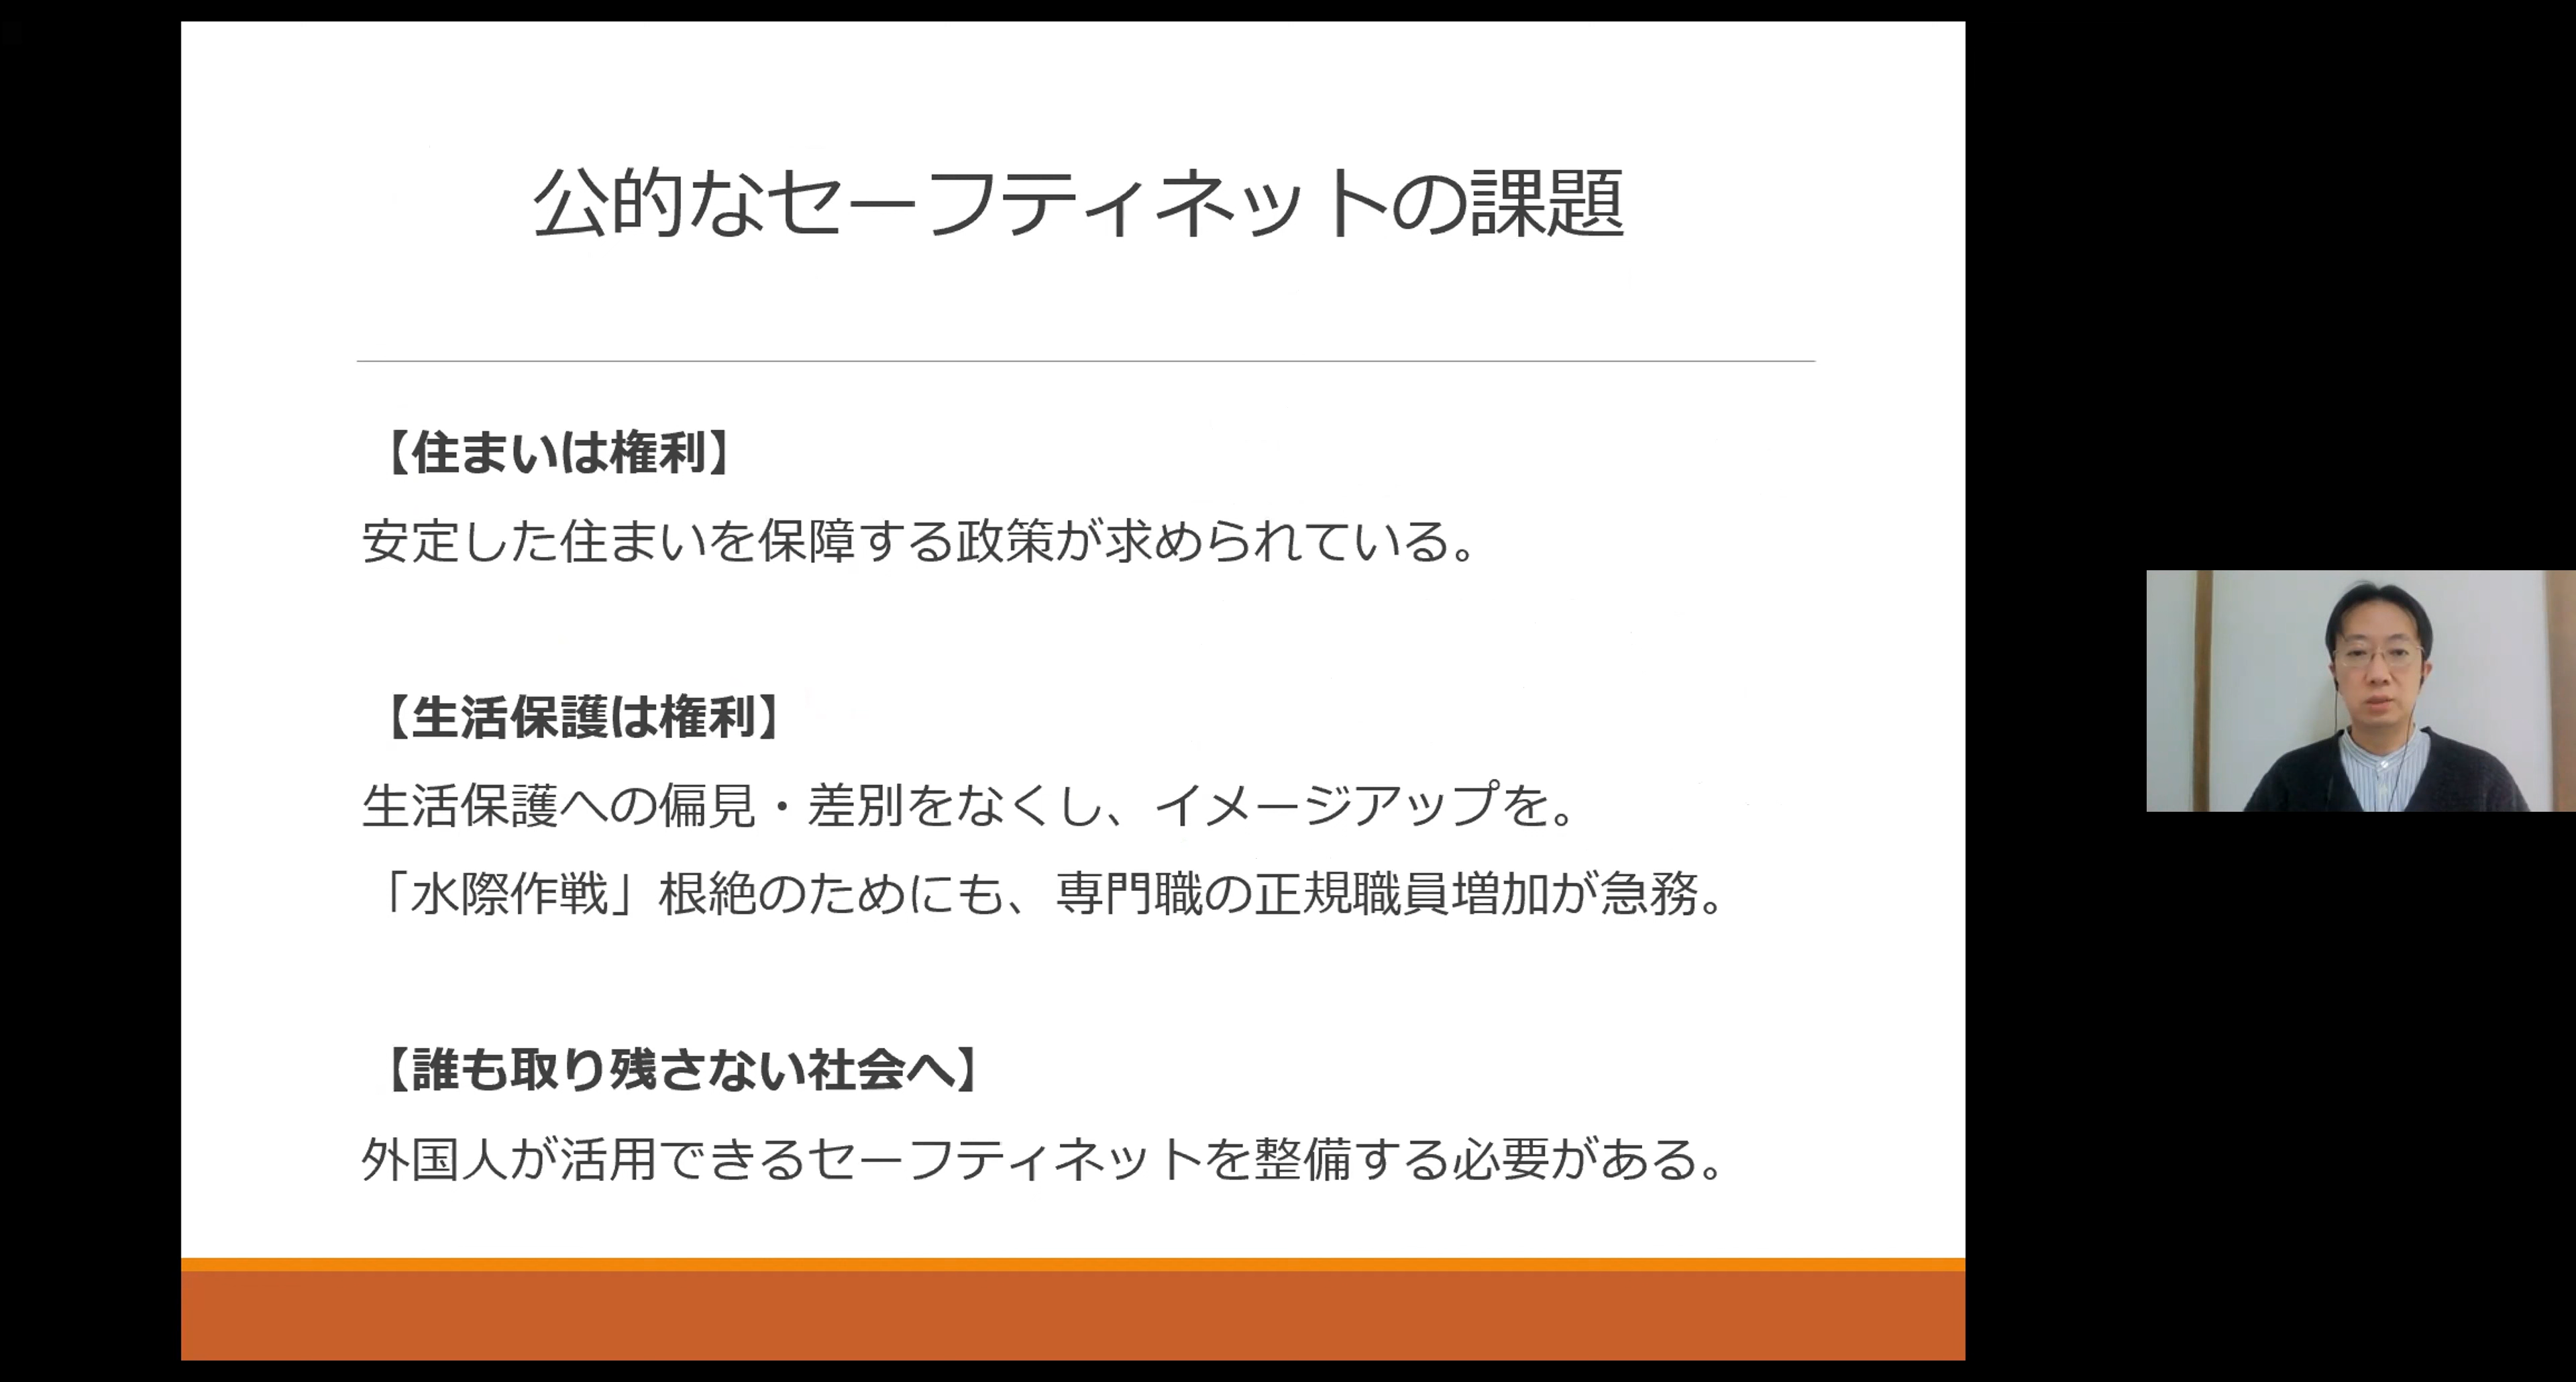 公的なセーフティネットの課題
【住まいは権利】
安定した住まいを保障する政策が求められている。
【生活保護は権利】
生活保護への偏見・差別をなくし、イメージアップを。
「水際作戦」根絶のためにも、専門職の正規職員増加が急務。
【誰も取り残さない社会へ】
外国人が活用できるセーフティネットを整備する必要がある。